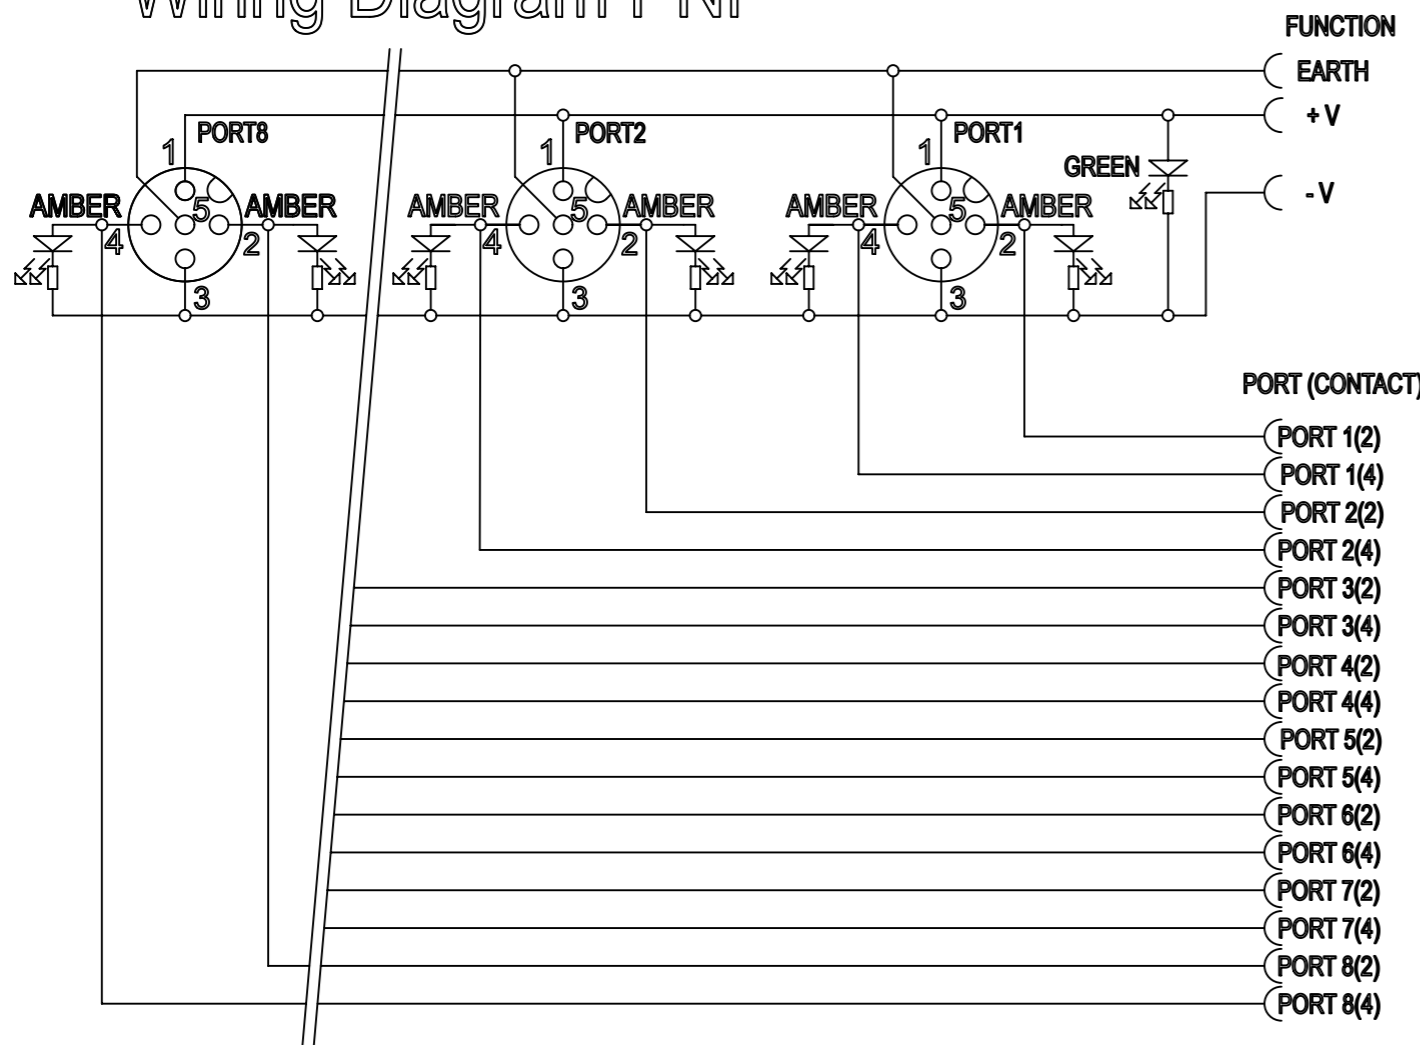 Wiring Diagram PNP
FUNCTION
EARTH
+ V
- V
PORT8
PORT2
PORT1
1
1
1
GREEN
AMBER
5
AMBER
AMBER
5
AMBER
AMBER
5
AMBER
4
2
4
2
4
2
3
3
3
PORT (CONTACT)
PORT 1(2)
PORT 1(4)
PORT 2(2)
PORT 2(4)
PORT 3(2)
PORT 3(4)
PORT 4(2)
PORT 4(4)
PORT 5(2)
PORT 5(4)
PORT 6(2)
PORT 6(4)
PORT 7(2)
PORT 7(4)
PORT 8(2)
PORT 8(4)